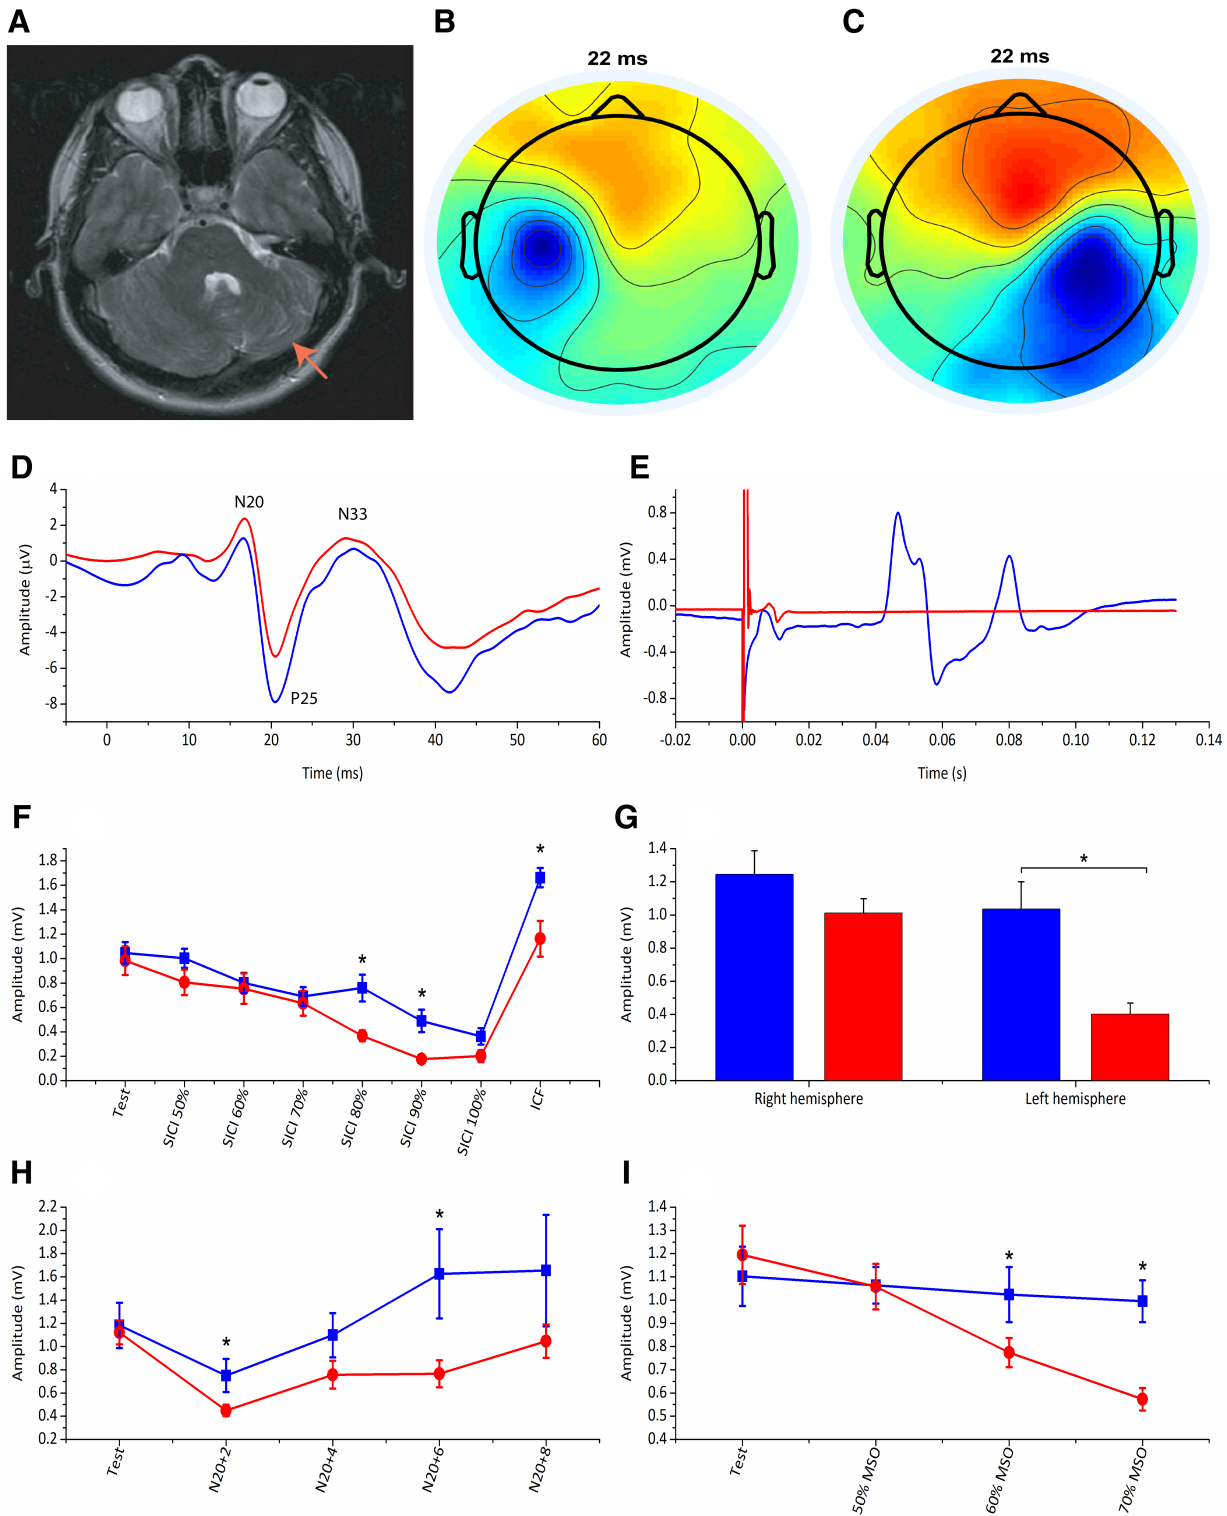 A
B
C
22 ms
22 ms
D
E
4
2
0
-2
-4
-6
-8
Amplitude (µV)
N20
N33
P25
0
10
20
30
40
50
60
Time (ms)
0.8
0.4
0.0
-0.4
-0.8
Amplitude (mV)
-0.02
0.00
0.02
0.04
0.06
0.08
0.10
0.12
0.14
Time (s)
F
G
1.8
1.6
1.4
1.2
1.0
0.8
0.6
0.4
0.2
0.0
Amplitude (mV)
*
*
*
Test
SICI 50%
SICI 60%
SICI 70%
SICI 80%
SICI 90%
SICI 100%
ICF
1.4
1.2
1.0
0.8
0.6
0.4
0.2
0.0
Amplitude (mV)
*
Right hemisphere
Left hemisphere
H
I
2.2
2.0
1.8
1.6
1.4
1.2
1.0
0.8
0.6
0.4
0.2
Amplitude (mV)
*
*
Test
N20+2
N20+4
N20+6
N20+8
1.4
1.3
1.2
1.1
1.0
0.9
0.8
0.7
0.6
0.5
0.4
Amplitude (mV)
*
*
Test
50% MSO
60% MSO
70% MSO